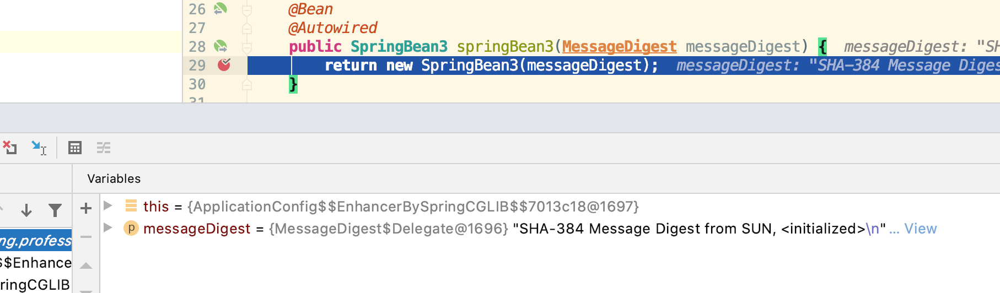 26 @Bean
27 @Autowired
28 public SpringBean3 springBean3(MessageDigest messageDigest) { messageDigest: "SH
29 return new SpringBean3(messageDigest); messageDigest: "SHA-384 Message Diges
30 }
31
Variables
this = {ApplicationConfig$$EnhancerBySpringCGLIB$$7013c18@1697}
p messageDigest = {MessageDigest$Delegate@1696} "SHA-384 Message Digest from SUN, <initialized>\n" ... View
ng.profess
$$Enhance
ringCGLIB